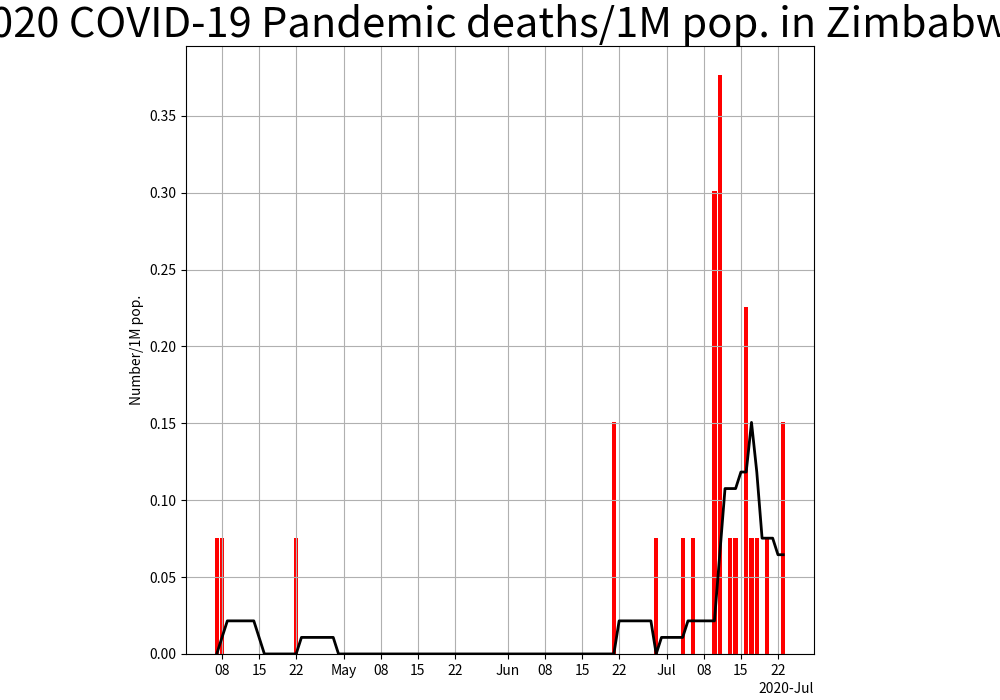 020 COVID-19 Pandemic deaths/1M pop. in Zimbabw
Number/1M pop.
0.35
0.30
0.25
0.20
0.15
0.10
0.05
0.00
08 15 22 May 08 15 22 Jun 08 15 22 Jul 08 15 22
2020-Jul